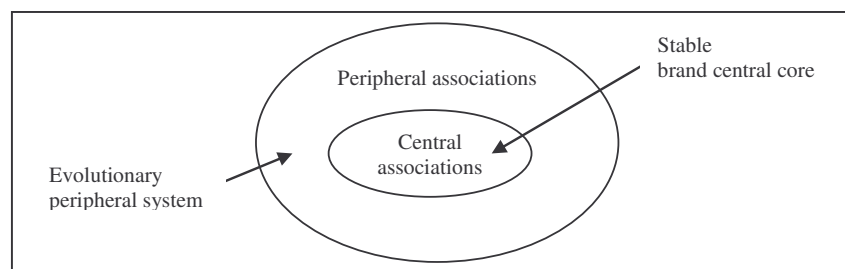 Stable
brand central core
Peripheral associations
Central
associations
Evolutionary
peripheral system